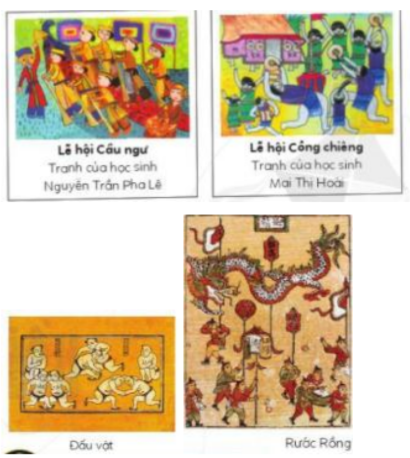 Lễ hội Cầu ngư
Tranh của học sinh
Nguyễn Trần Pha Lê
Lễ hội Cồng chiêng
Tranh của học sinh
Mai Thị Hoài
Đấu vật
Rước Rồng